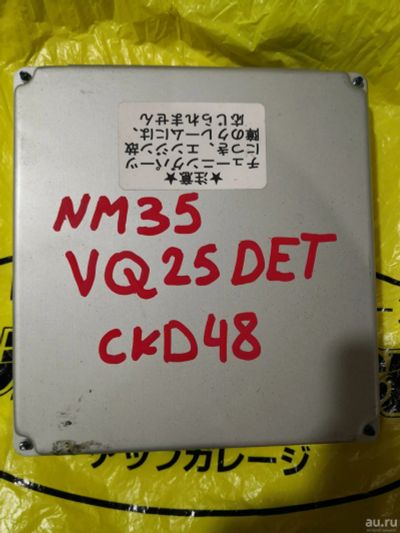 ★注意★
チューニングパーツ
につき、エンジン故
障のクレームには、
応じられません
NM35
VQ25DET
CKD48
アップガレージ
au.ru